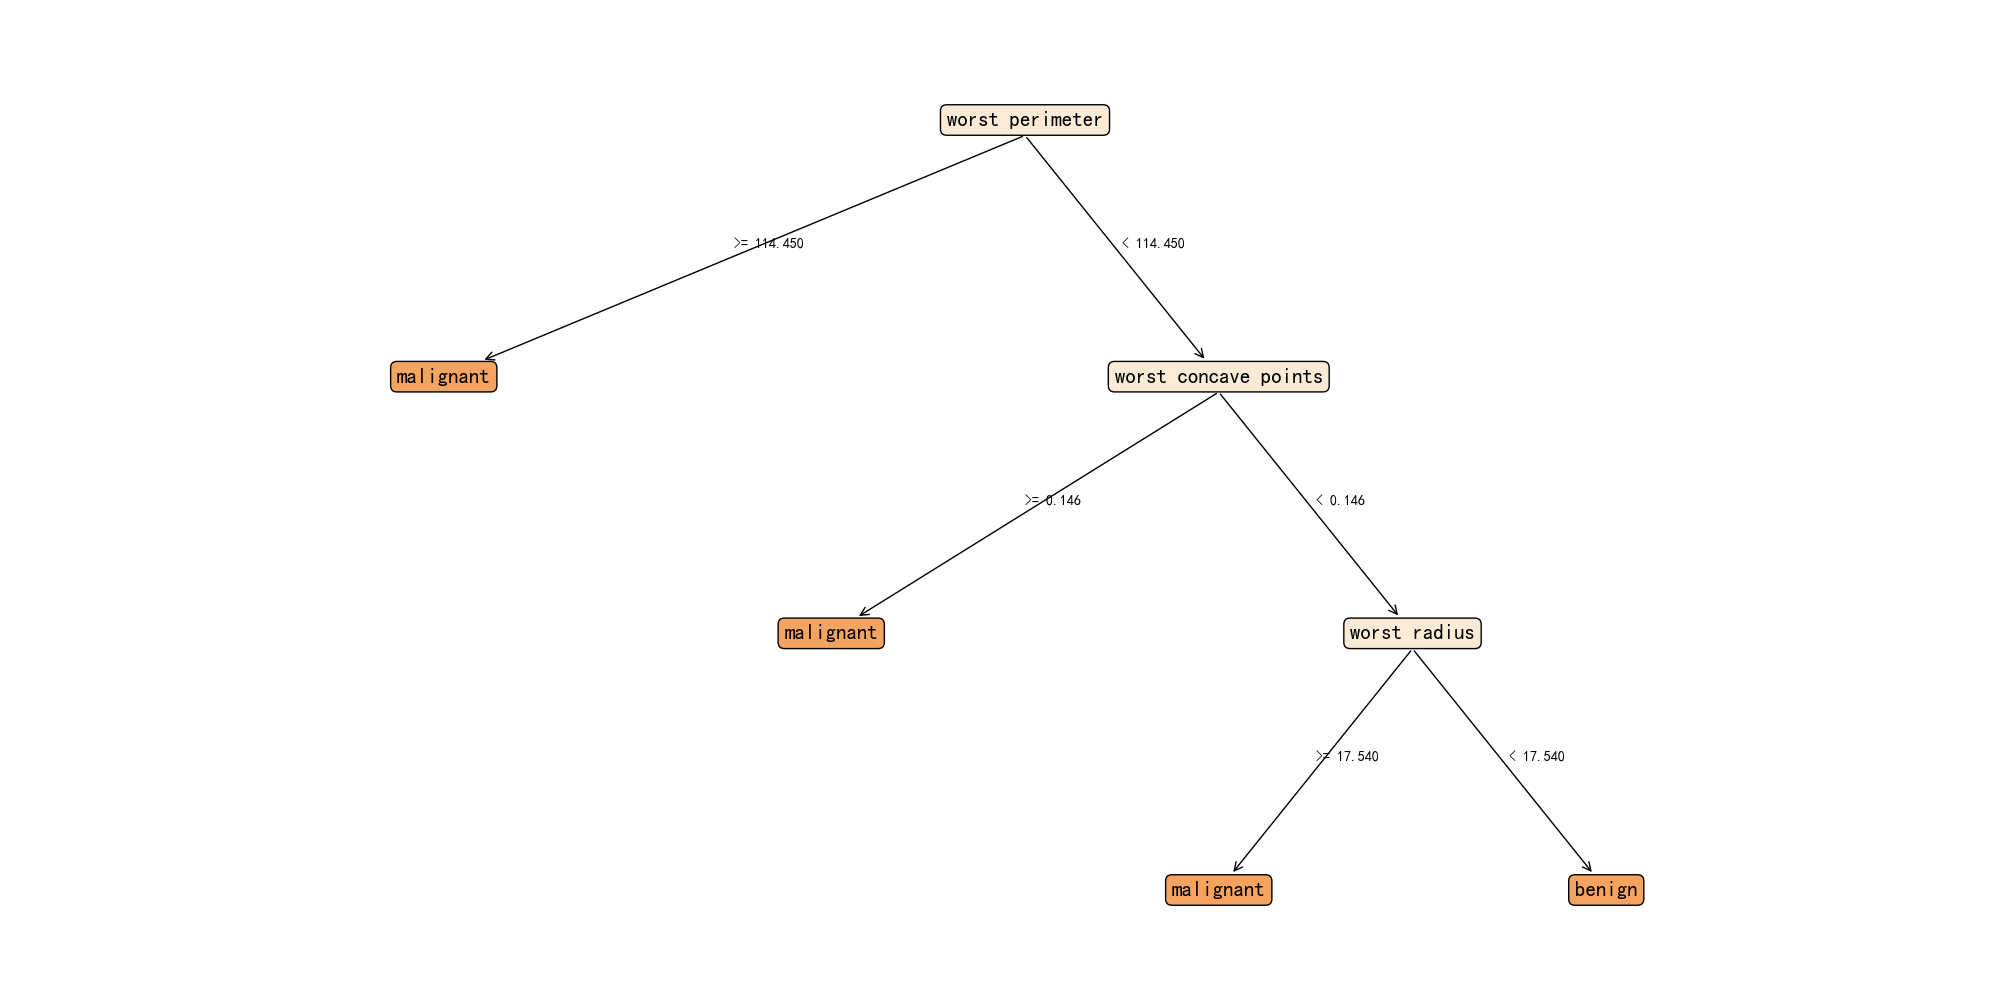 worst perimeter
>= 114.450
< 114.450
malignant
worst concave points
>= 0.146
< 0.146
malignant
worst radius
>= 17.540
< 17.540
malignant
benign